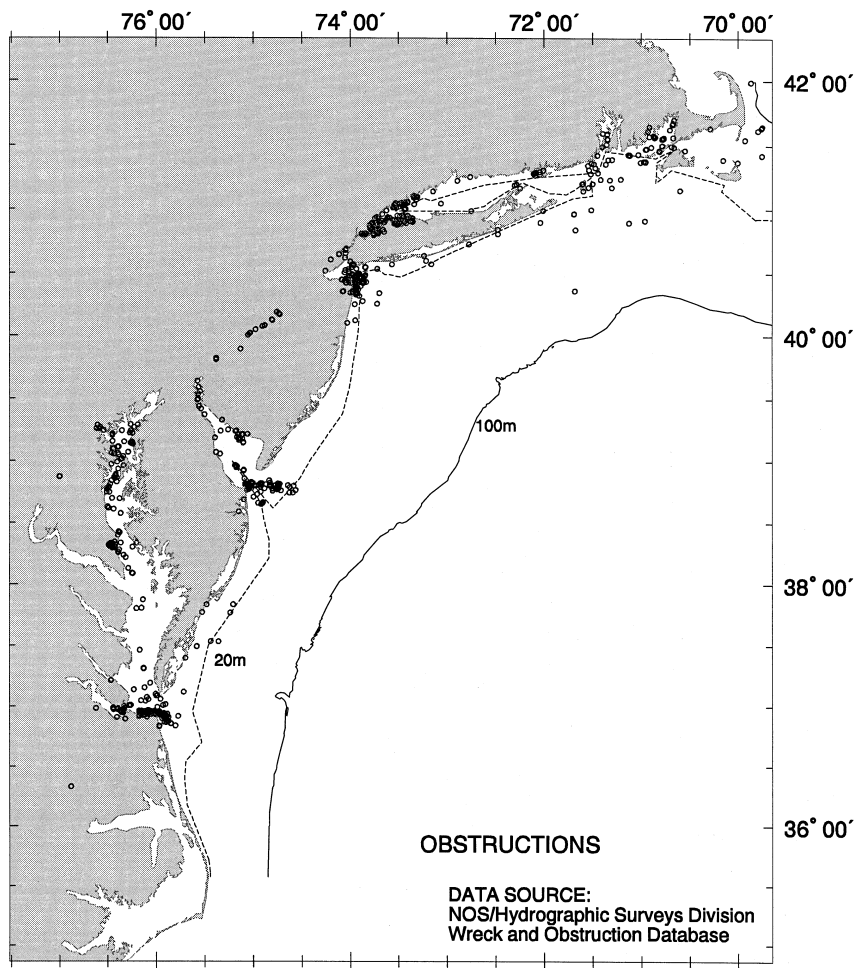 76° 00′
74° 00′
72° 00′
70° 00′
42° 00′
40° 00′
100m
38° 00′
20m
36° 00′
OBSTRUCTIONS
DATA SOURCE:
NOS/Hydrographic Surveys Division
Wreck and Obstruction Database